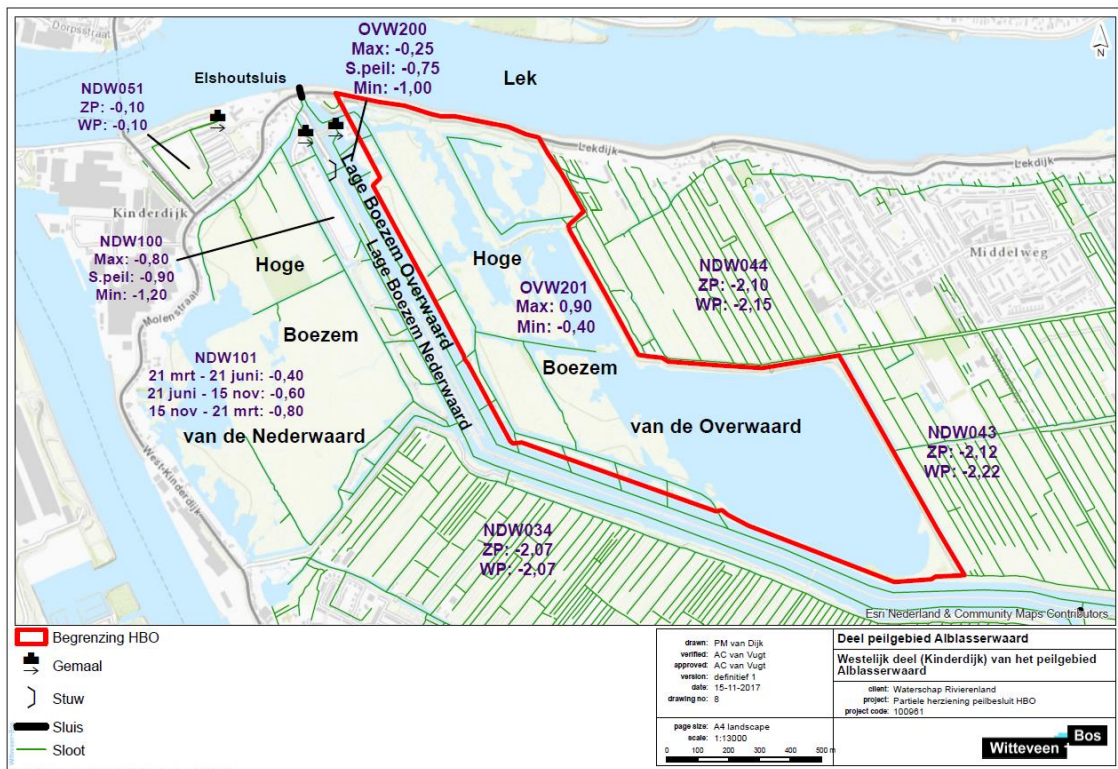 Dorpsstraat
OVW200
Max: -0,25
S.peil: -0,75
Min: -1,00
Lek
N
Elshoutsluis
NDW051
ZP: -0,10
WP: -0,10
Lekdijk
Lekdijk
Kinderdijk
Middelweg
NDW100
Max: -0,80
S.peil: -0,90
Min: -1,20
Lage Boezem Overwaard
Lage Boezem Nederwaard
Hoge
Hoge
NDW044
ZP: -2,10
WP: -2,15
OVW201
Max: 0,90
Min: -0,40
Molenstraat
Boezem
Boezem
NDW101
21 mrt - 21 juni: -0,40
21 juni - 15 nov: -0,60
15 nov - 21 mrt: -0,80
van de Nederwaard
van de Overwaard
NDW043
ZP: -2,12
WP: -2,22
West-Kinderdijk
NDW034
ZP: -2,07
WP: -2,07
Esri Nederland & Community Maps Contributors
Begrenzing HBO
Gemaal
Stuw
Sluis
Sloot
drawn: PM van Dijk
verified: AC van Vugt
approved: AC van Vugt
version: definitief 1
date: 15-11-2017
drawing no: 8
page size: A4 landscape
scale: 1:13000
0 100 200 300 400 500 m
Deel peilgebied Alblasserwaard
Westelijk deel (Kinderdijk) van het peilgebied
Alblasserwaard
client: Waterschap Rivierenland
project: Partiele herziening peilbesluit HBO
project code: 100961
Witteveen + Bos